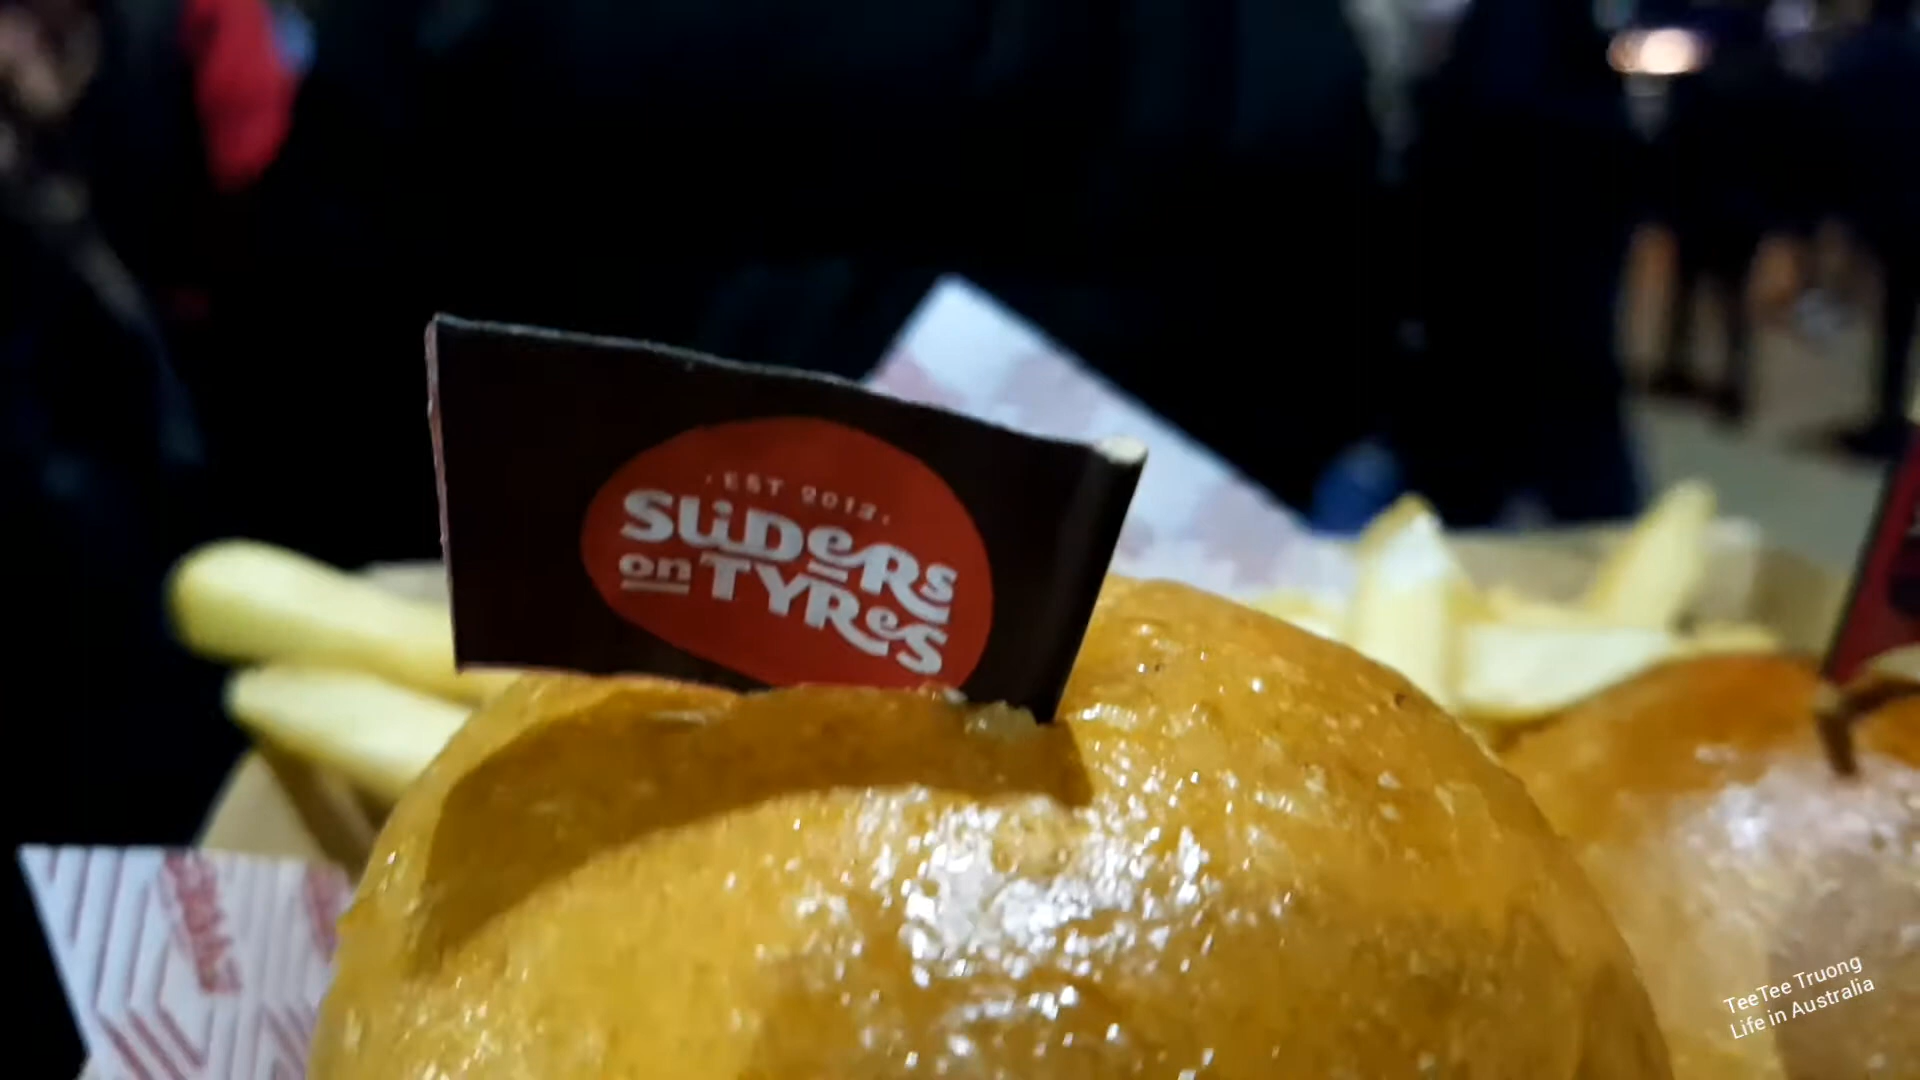 ·EST 2012·
SLiDeRs
on TYReS
TeeTee Truong
Life in Australia